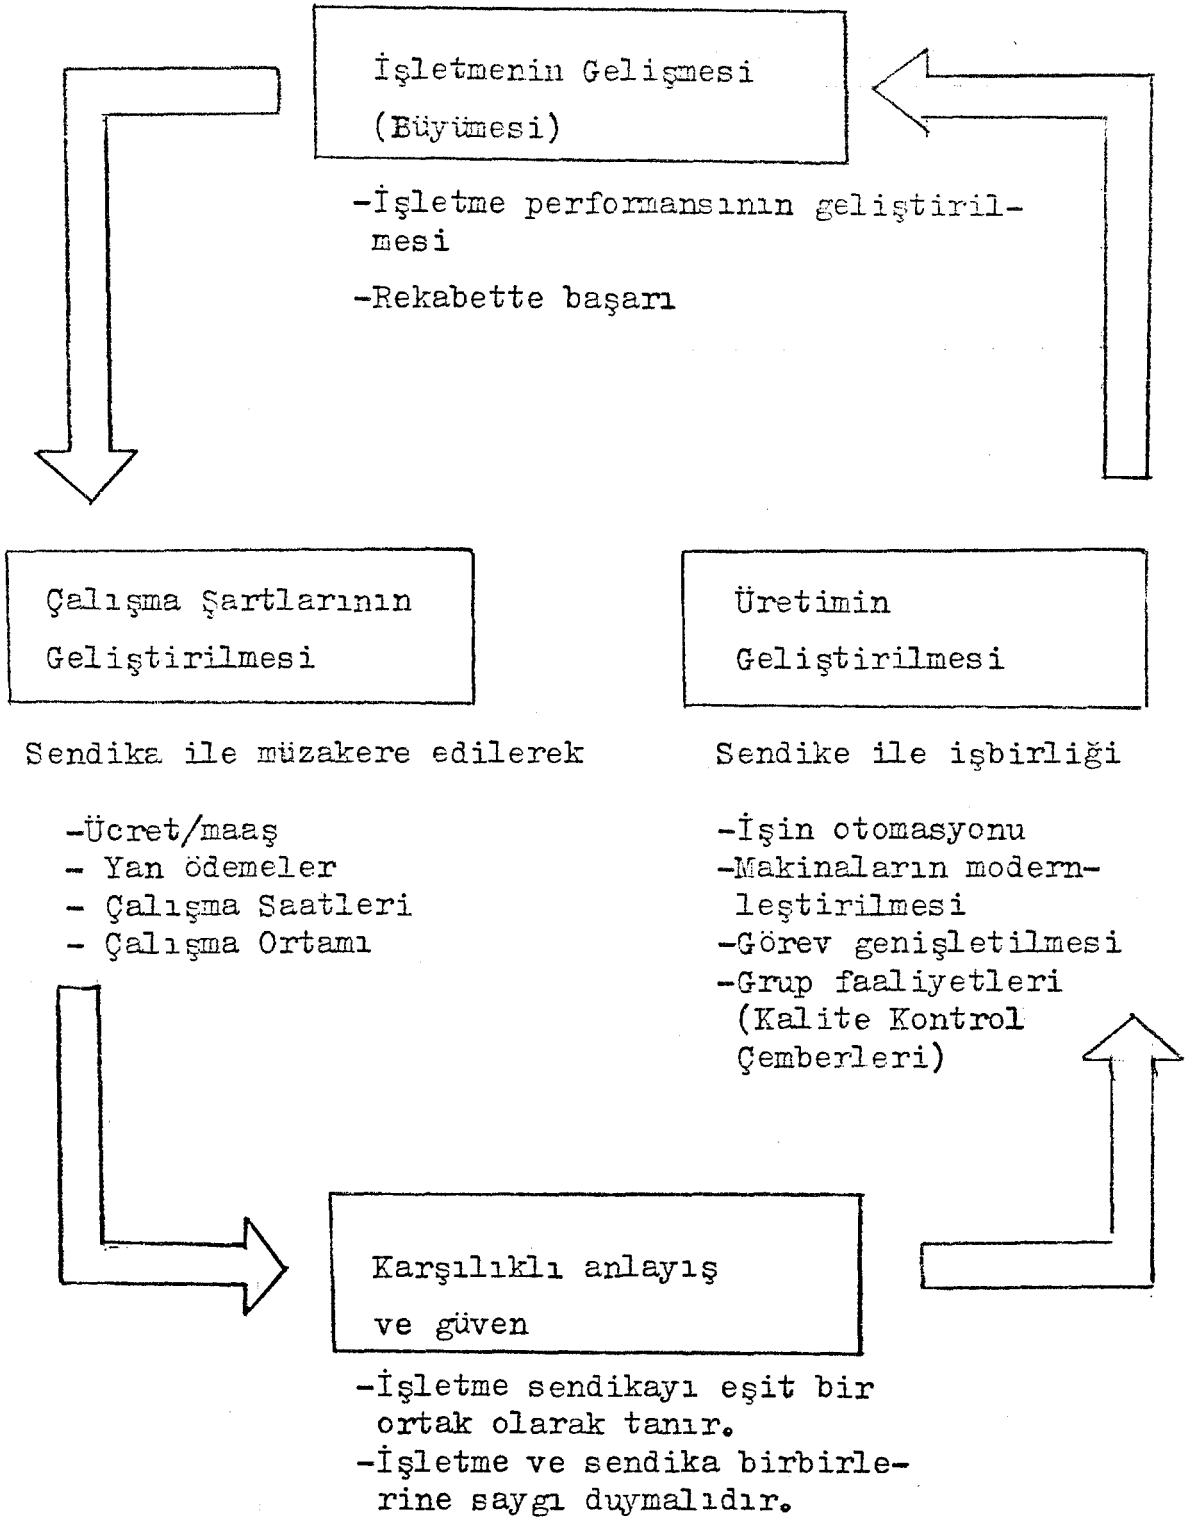 İşletmenin Gelişmesi
(Büyümesi)
-İşletme performansının geliştiril-
mesi
-Rekabette başarı
Çalışma Şartlarının
Geliştirilmesi
Sendika ile müzakere edilerek
-Ücret/maaş
- Yan ödemeler
- Çalışma Saatleri
- Çalışma Ortamı
Üretimin
Geliştirilmesi
Sendike ile işbirliği
-İşin otomasyonu
-Makinaların modern-
leştirilmesi
-Görev genişletilmesi
-Grup faaliyetleri
(Kalite Kontrol
Çemberleri)
Karşılıklı anlayış
ve güven
-İşletme sendikayı eşit bir
ortak olarak tanır.
-İşletme ve sendika birbirle-
rine saygı duymalıdır.